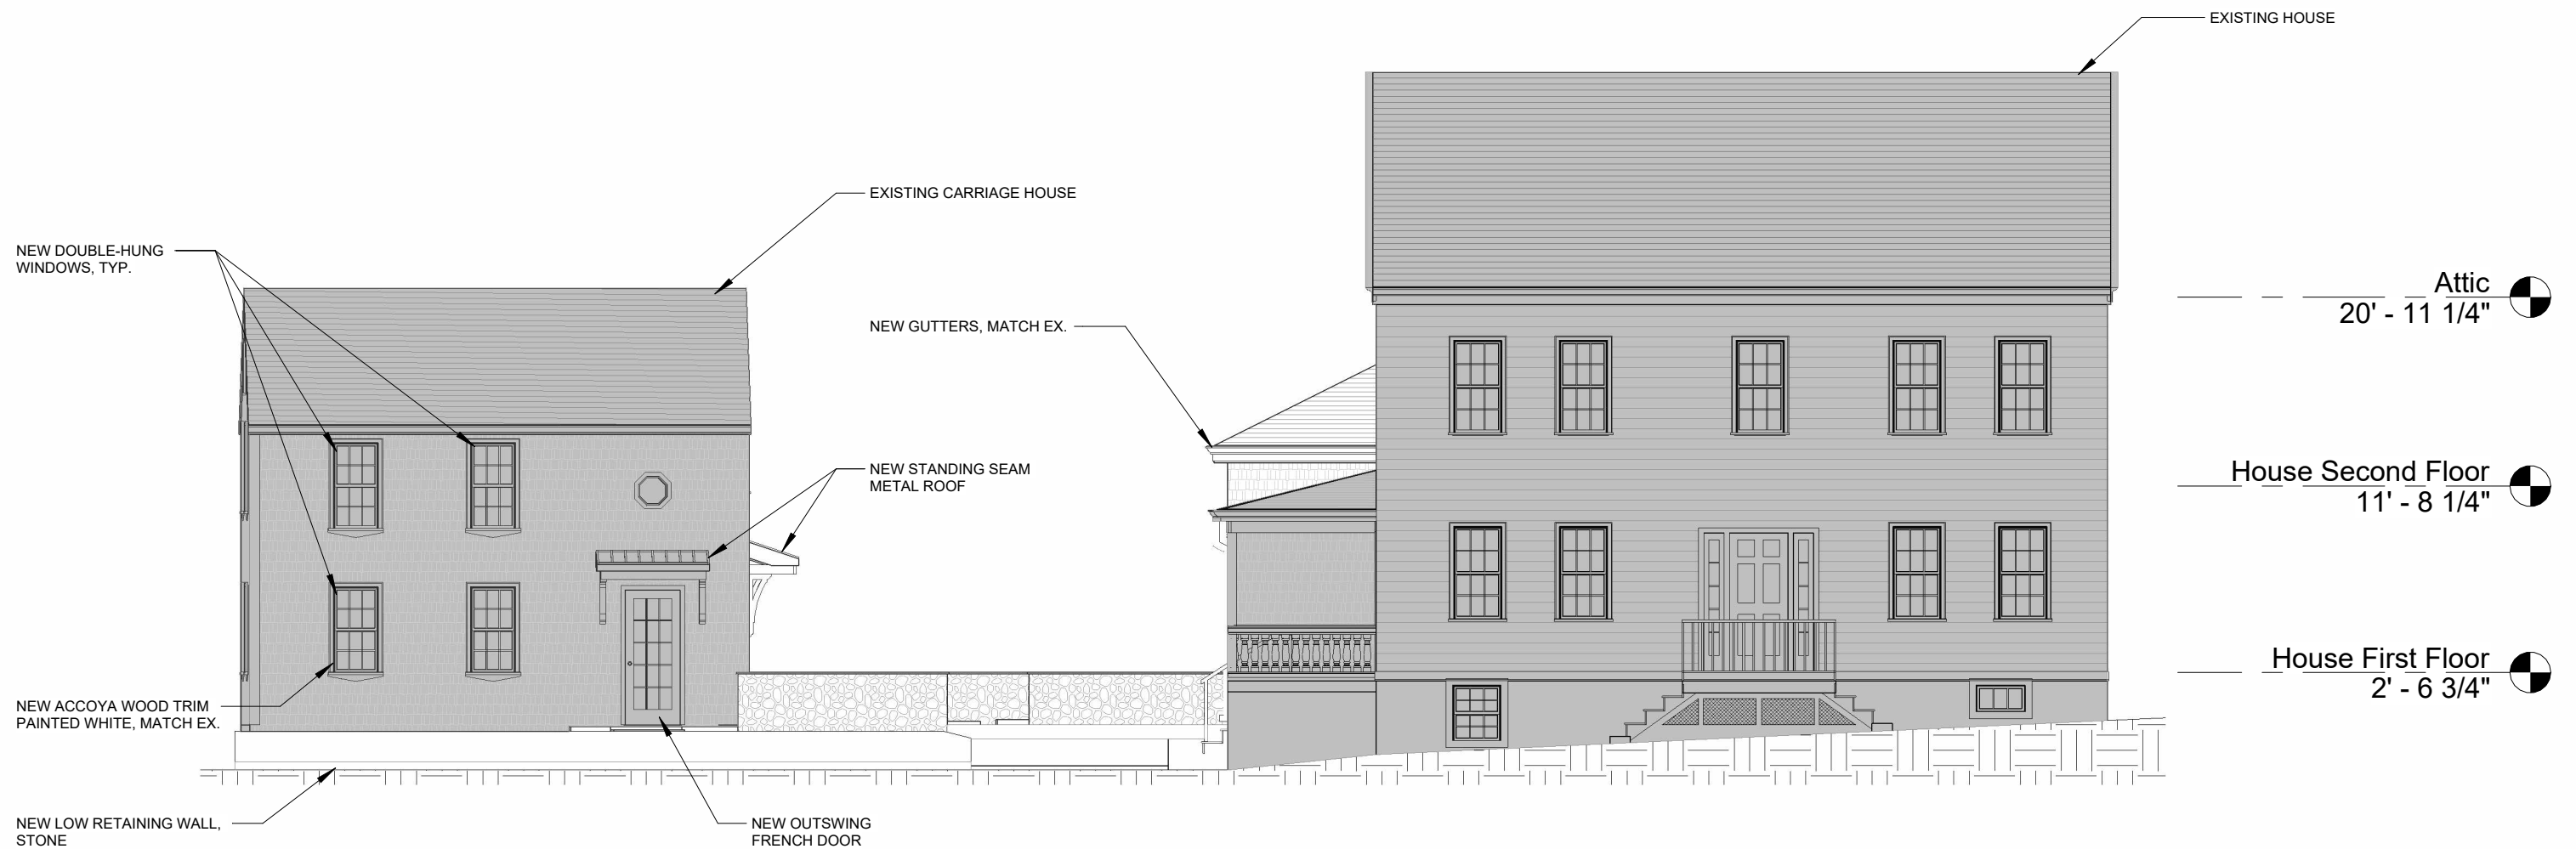 EXISTING HOUSE
EXISTING CARRIAGE HOUSE
NEW DOUBLE-HUNG
WINDOWS, TYP.
NEW GUTTERS, MATCH EX.
Attic
20' - 11 1/4"
NEW STANDING SEAM
METAL ROOF
House Second Floor
11' - 8 1/4"
House First Floor
2' - 6 3/4"
NEW ACCOYA WOOD TRIM
PAINTED WHITE, MATCH EX.
NEW LOW RETAINING WALL,
STONE
NEW OUTSWING
FRENCH DOOR